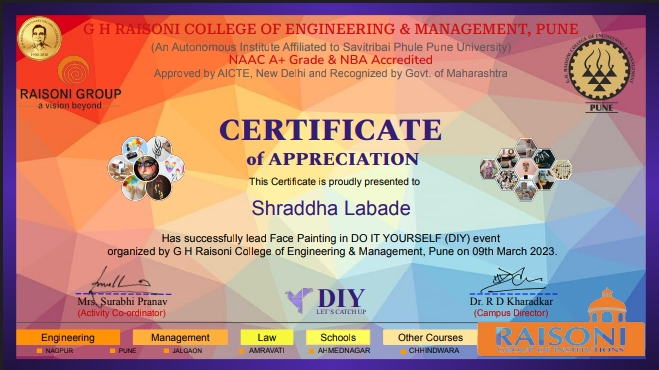 G H RAISONI COLLEGE OF ENGINEERING & MANAGEMENT, PUNE
(An Autonomous Institute Affiliated to Savitribai Phule Pune University)
NAAC A+ Grade & NBA Accredited
Approved by AICTE, New Delhi and Recognized by Govt. of Maharashtra
RAISONI GROUP
a vision beyond
PUNE
CERTIFICATE
of APPRECIATION
This Certificate is proudly presented to
Shraddha Labade
Has successfully lead Face Painting in DO IT YOURSELF (DIY) event
organized by G H Raisoni College of Engineering & Management, Pune on 09th March 2023.
Mrs. Surabhi Pranav
(Activity Co-ordinator)
DIY
LET'S CATCH UP
Dr. R D Kharadkar
(Campus Director)
Engineering Management Law Schools Other Courses
NAGPUR PUNE JALGAON AMRAVATI AHMEDNAGAR CHHINDWARA
RAISONI
GROUP OF INSTITUTIONS